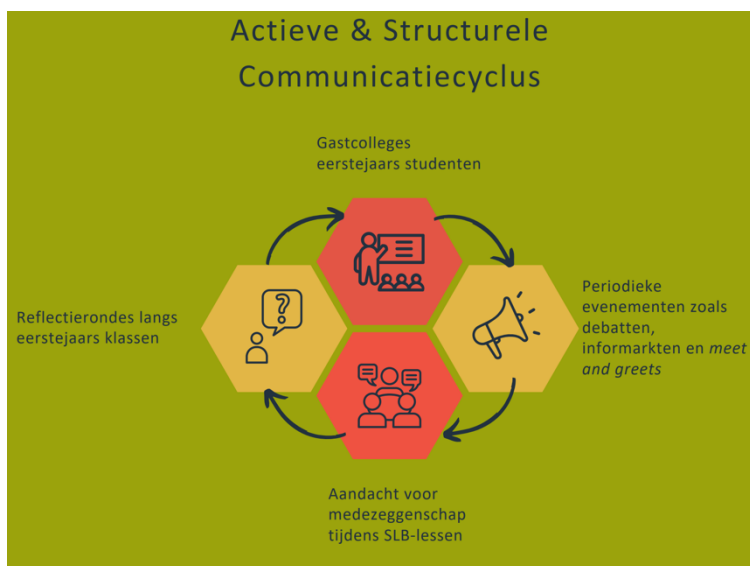 Actieve & Structurele
Communicatiecyclus
Gastcolleges
eerstejaars studenten
Periodieke
evenementen zoals
debatten,
informarkten en meet
and greets
Aandacht voor
medezeggenschap
tijdens SLB-lessen
Reflectierondes langs
eerstejaars klassen
?